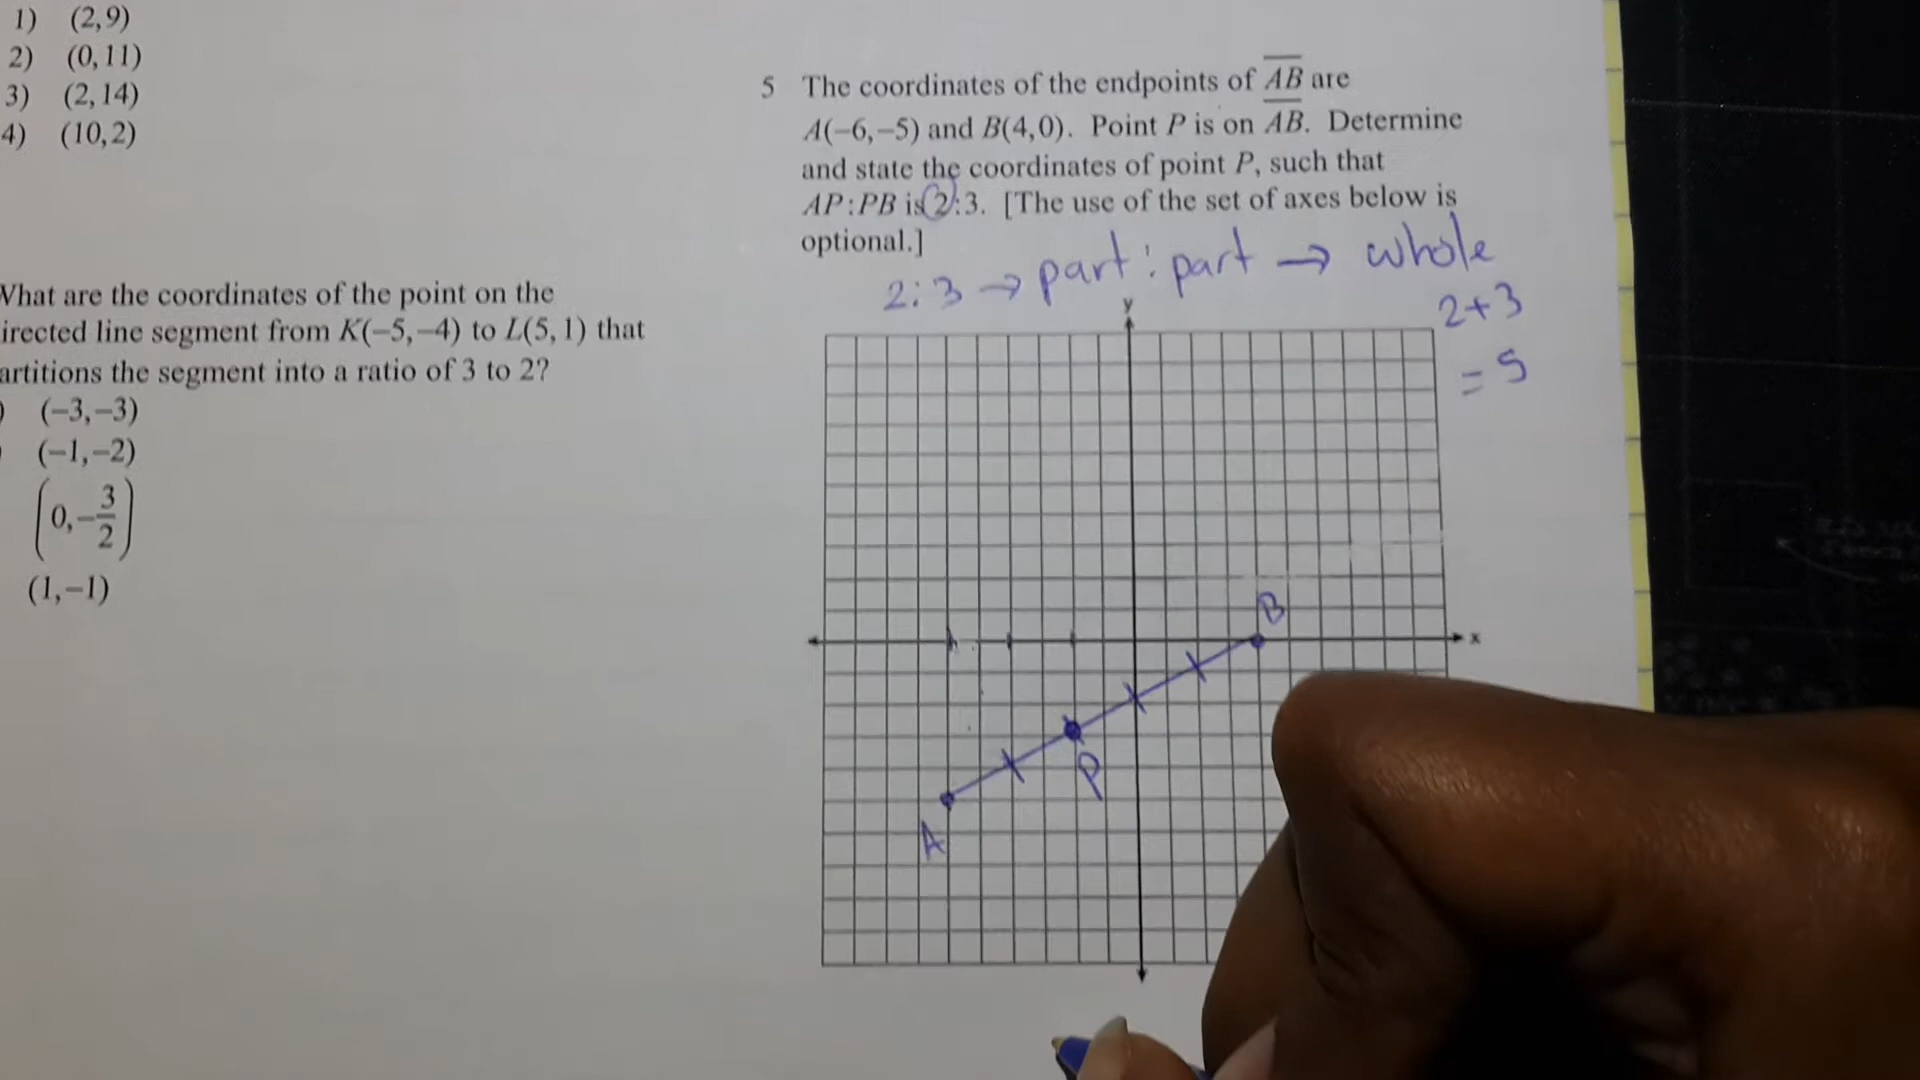 1) (2,9)
2) (0,11)
3) (2,14)
4) (10,2)
What are the coordinates of the point on the
irected line segment from K(−5,−4) to L(5,1) that
artitions the segment into a ratio of 3 to 2?
) (−3,−3)
(−1,−2)
(0,−3/2)
(1,−1)
5 The coordinates of the endpoints of AB are
A(−6,−5) and B(4,0). Point P is on AB. Determine
and state the coordinates of point P, such that
AP:PB is 2:3. [The use of the set of axes below is
optional.]
2:3 → part : part → whole
2+3
= 5
y
x
B
P
A